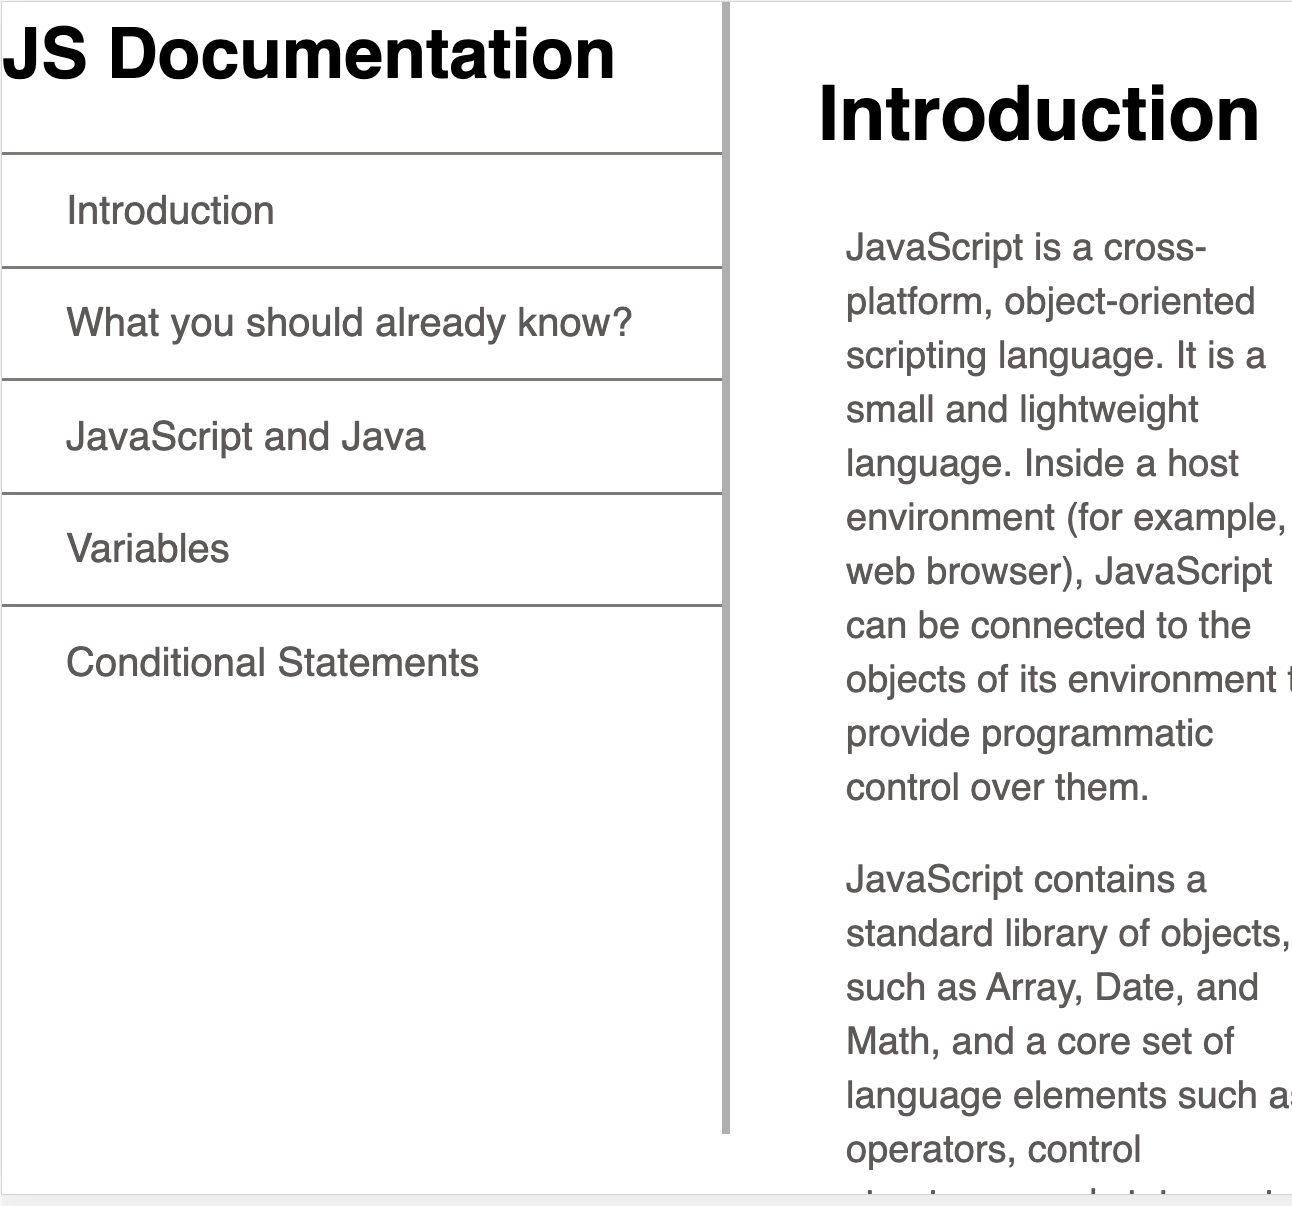 JS Documentation
Introduction
What you should already know?
JavaScript and Java
Variables
Conditional Statements
Introduction
JavaScript is a cross-
platform, object-oriented
scripting language. It is a
small and lightweight
language. Inside a host
environment (for example,
web browser), JavaScript
can be connected to the
objects of its environment
provide programmatic
control over them.
JavaScript contains a
standard library of objects,
such as Array, Date, and
Math, and a core set of
language elements such as
operators, control